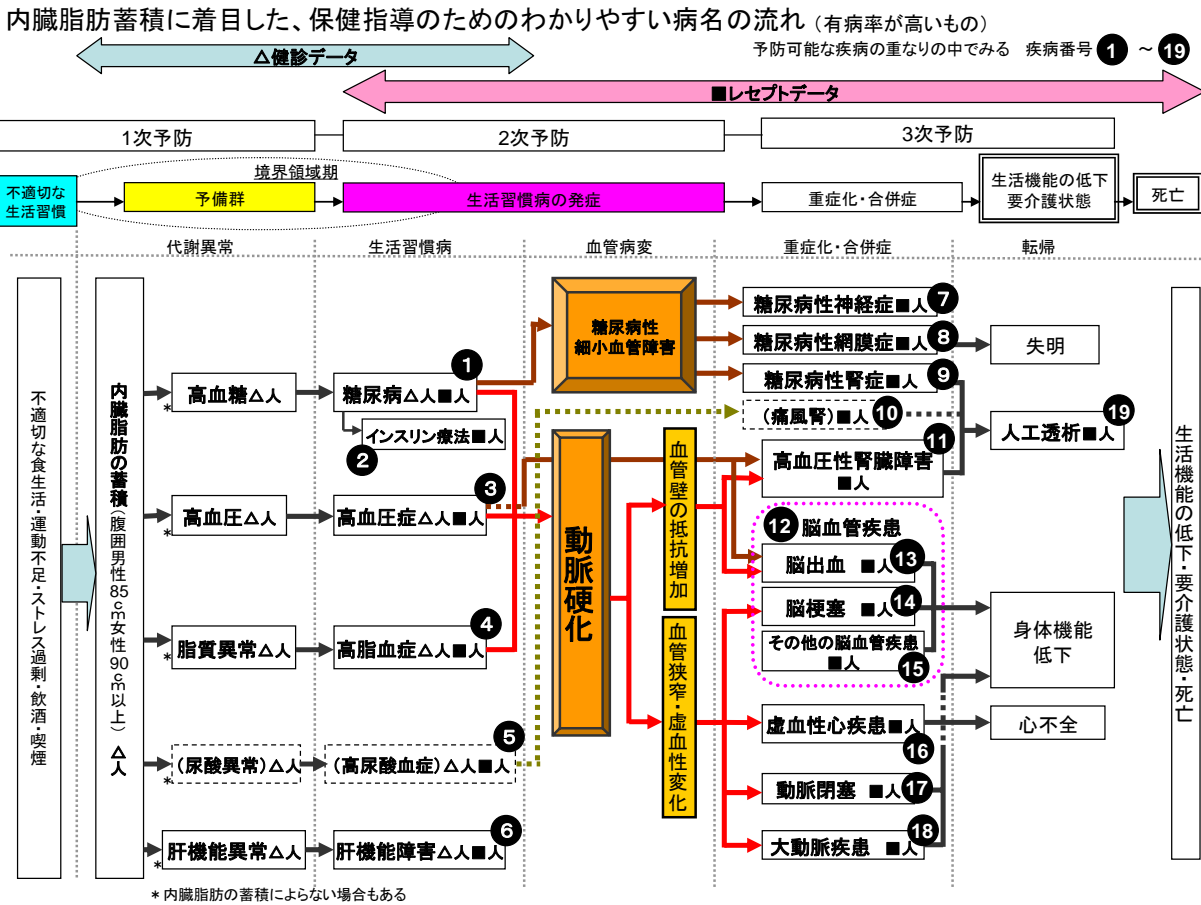 内臓脂肪蓄積に着目した、保健指導のためのわかりやすい病名の流れ (有病率が高いもの)
予防可能な疾病の重なりの中でみる 疾病番号 1 ~ 19
△健診データ
■レセプトデータ
1次予防
2次予防
3次予防
境界領域期
不適切な
生活習慣
予備群
生活習慣病の発症
重症化・合併症
生活機能の低下
要介護状態
死亡
代謝異常
生活習慣病
血管病変
重症化・合併症
転帰
不適切な食生活・運動不足・ストレス過剰・飲酒・喫煙
内臓脂肪の蓄積(腹囲男性85cm女性90cm以上) △人
高血糖△人
*
糖尿病△人■人
1
インスリン療法■人
2
高血圧△人
*
高血圧症△人■人
3
脂質異常△人
*
高脂血症△人■人
4
(尿酸異常)△人
*
(高尿酸血症)△人■人
5
肝機能異常△人
*
肝機能障害△人■人
6
糖尿病性
細小血管障害
動脈硬化
血管壁の抵抗増加
血管狭窄・虚血性変化
糖尿病性神経症■人
7
糖尿病性網膜症■人
8
糖尿病性腎症■人
9
(痛風腎)■人
10
高血圧性腎臓障害
■人
11
12 脳血管疾患
脳出血 ■人
13
脳梗塞 ■人
14
その他の脳血管疾患
■人
15
虚血性心疾患■人
16
動脈閉塞 ■人
17
大動脈疾患 ■人
18
失明
人工透析■人
19
身体機能
低下
心不全
生活機能の低下・要介護状態・死亡
* 内臓脂肪の蓄積によらない場合もある